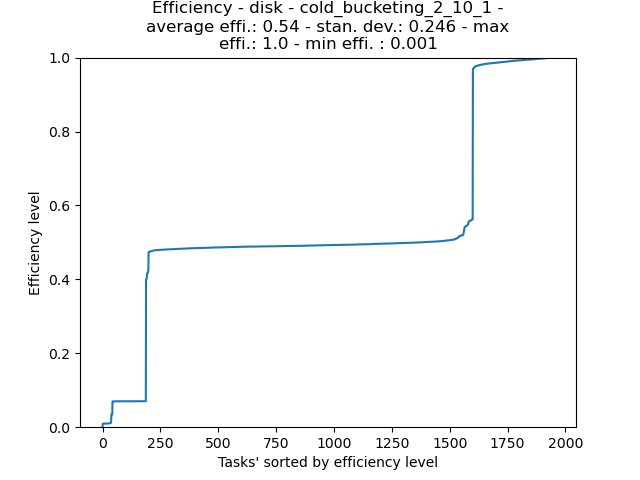 Efficiency - disk - cold_bucketing_2_10_1 -
average effi.: 0.54 - stan. dev.: 0.246 - max
effi.: 1.0 - min effi. : 0.001
1.0
0.8
0.6
0.4
0.2
0.0
Efficiency level
0 250 500 750 1000 1250 1500 1750 2000
Tasks' sorted by efficiency level